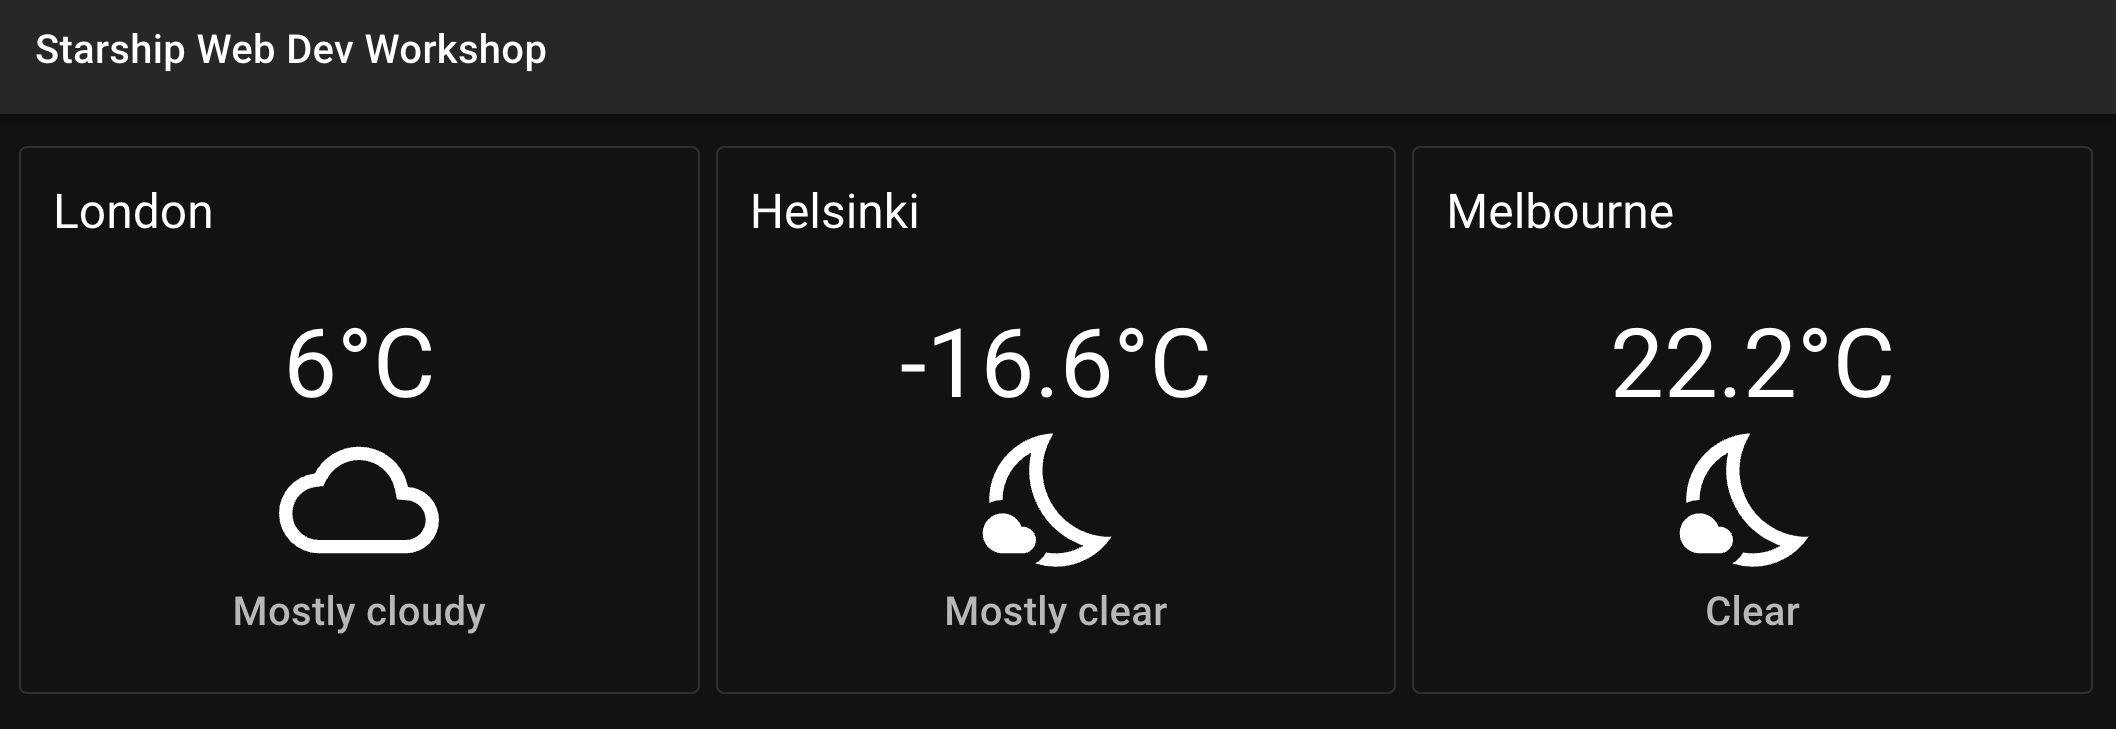 Starship Web Dev Workshop
London
6°C
Mostly cloudy
Helsinki
-16.6°C
Mostly clear
Melbourne
22.2°C
Clear